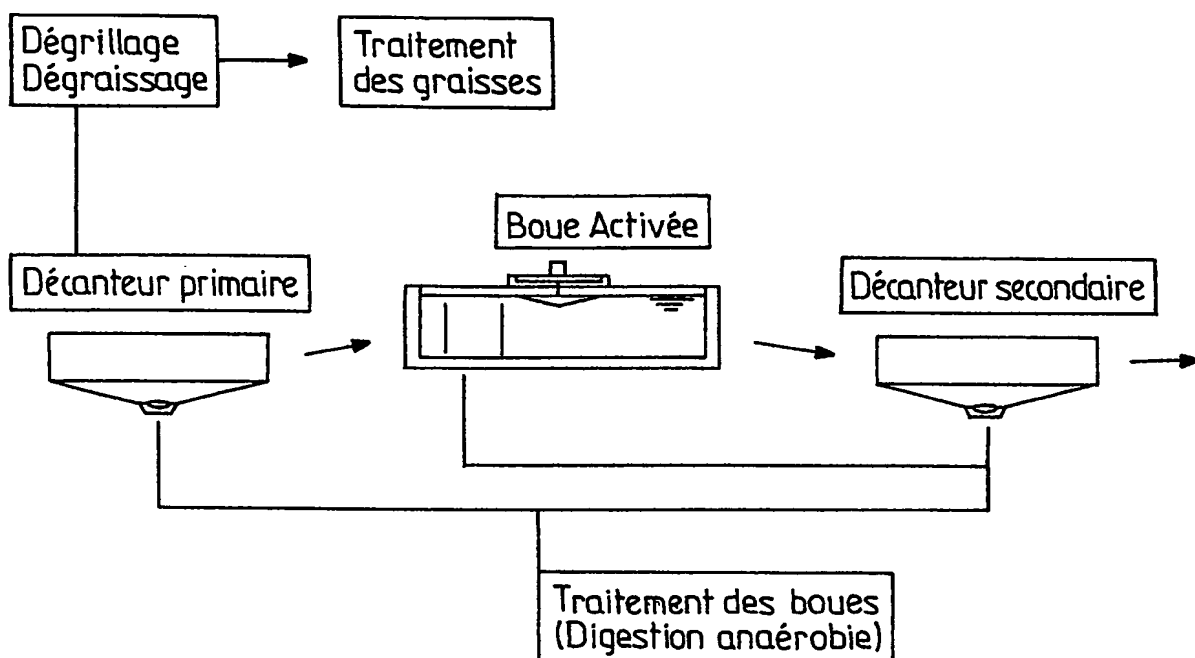 Dégrillage
Dégraissage
Traitement
des graisses
Boue Activée
Décanteur primaire
Décanteur secondaire
Traitement des boues
(Digestion anaérobie)